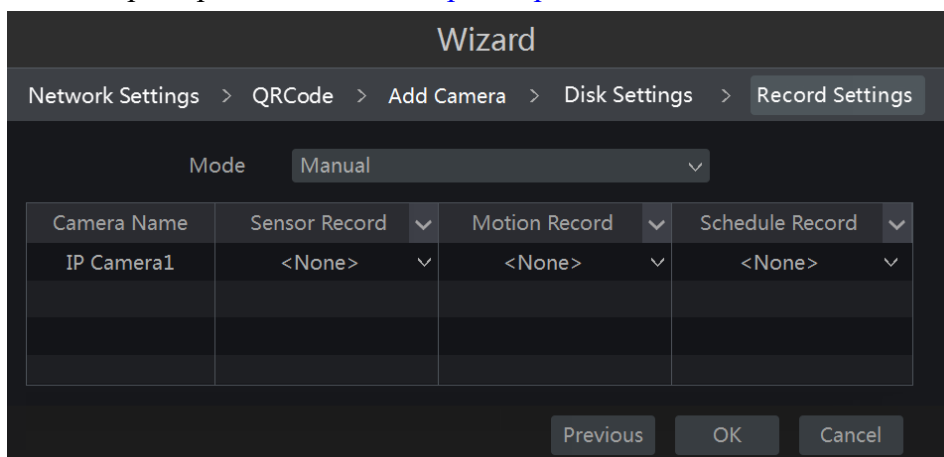 Wizard
Network Settings > QRCode > Add Camera > Disk Settings > Record Settings
Mode Manual
Camera Name Sensor Record Motion Record Schedule Record
IP Camera1 <None> <None> <None>
Previous OK Cancel